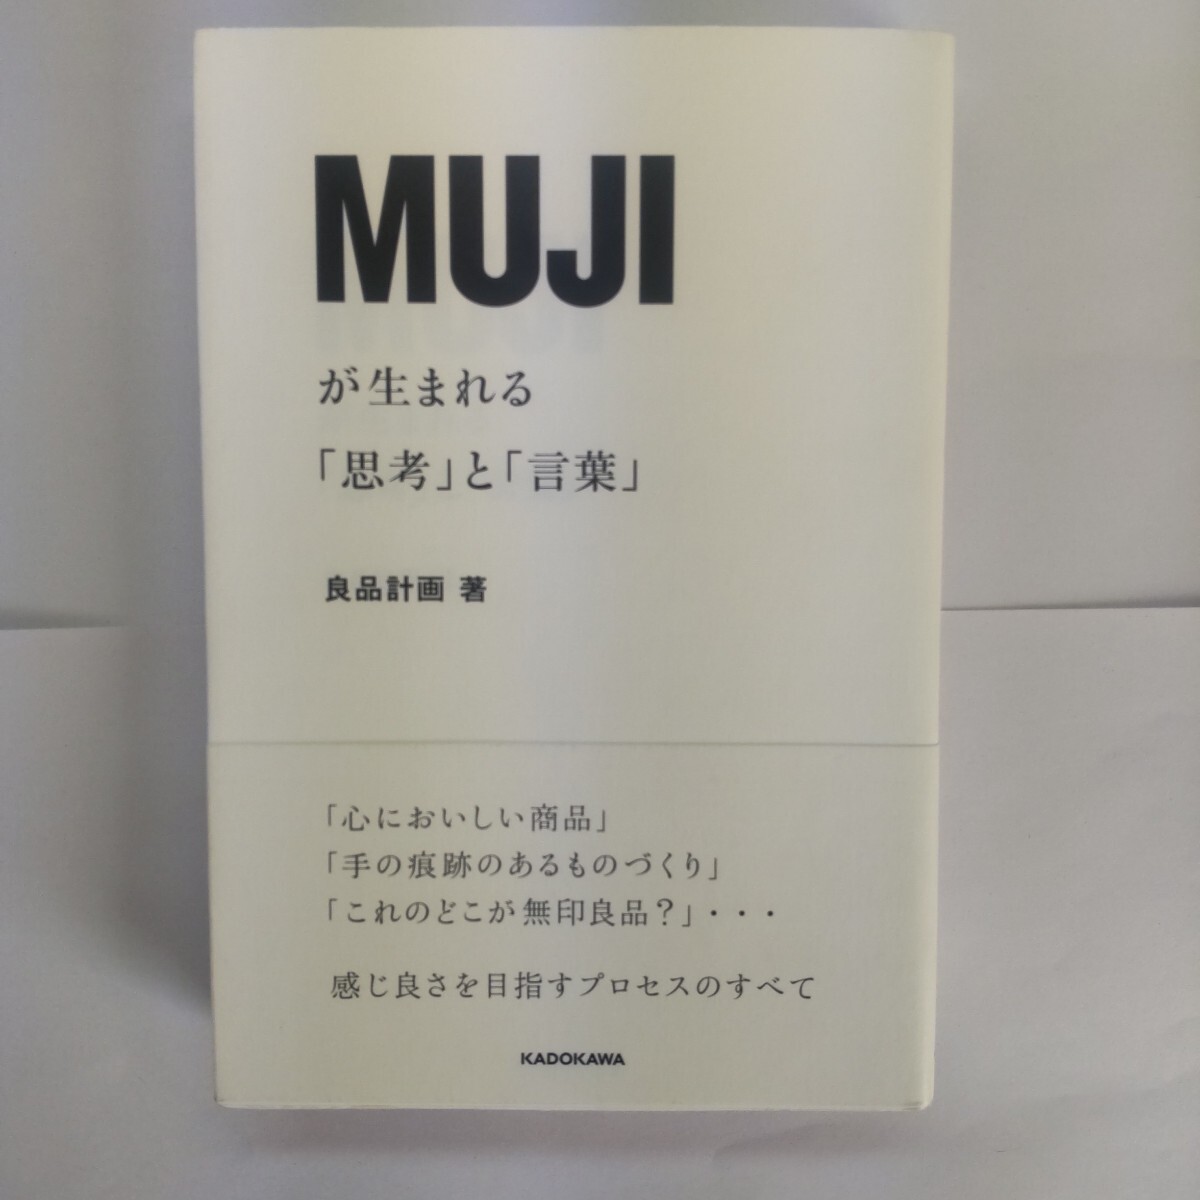 MUJI
が生まれる
「思考」と「言葉」
良品計画 著
「心においしい商品」
「手の痕跡のあるものづくり」
「これのどこが無印良品？」・・・
感じ良さを目指すプロセスのすべて
KADOKAWA